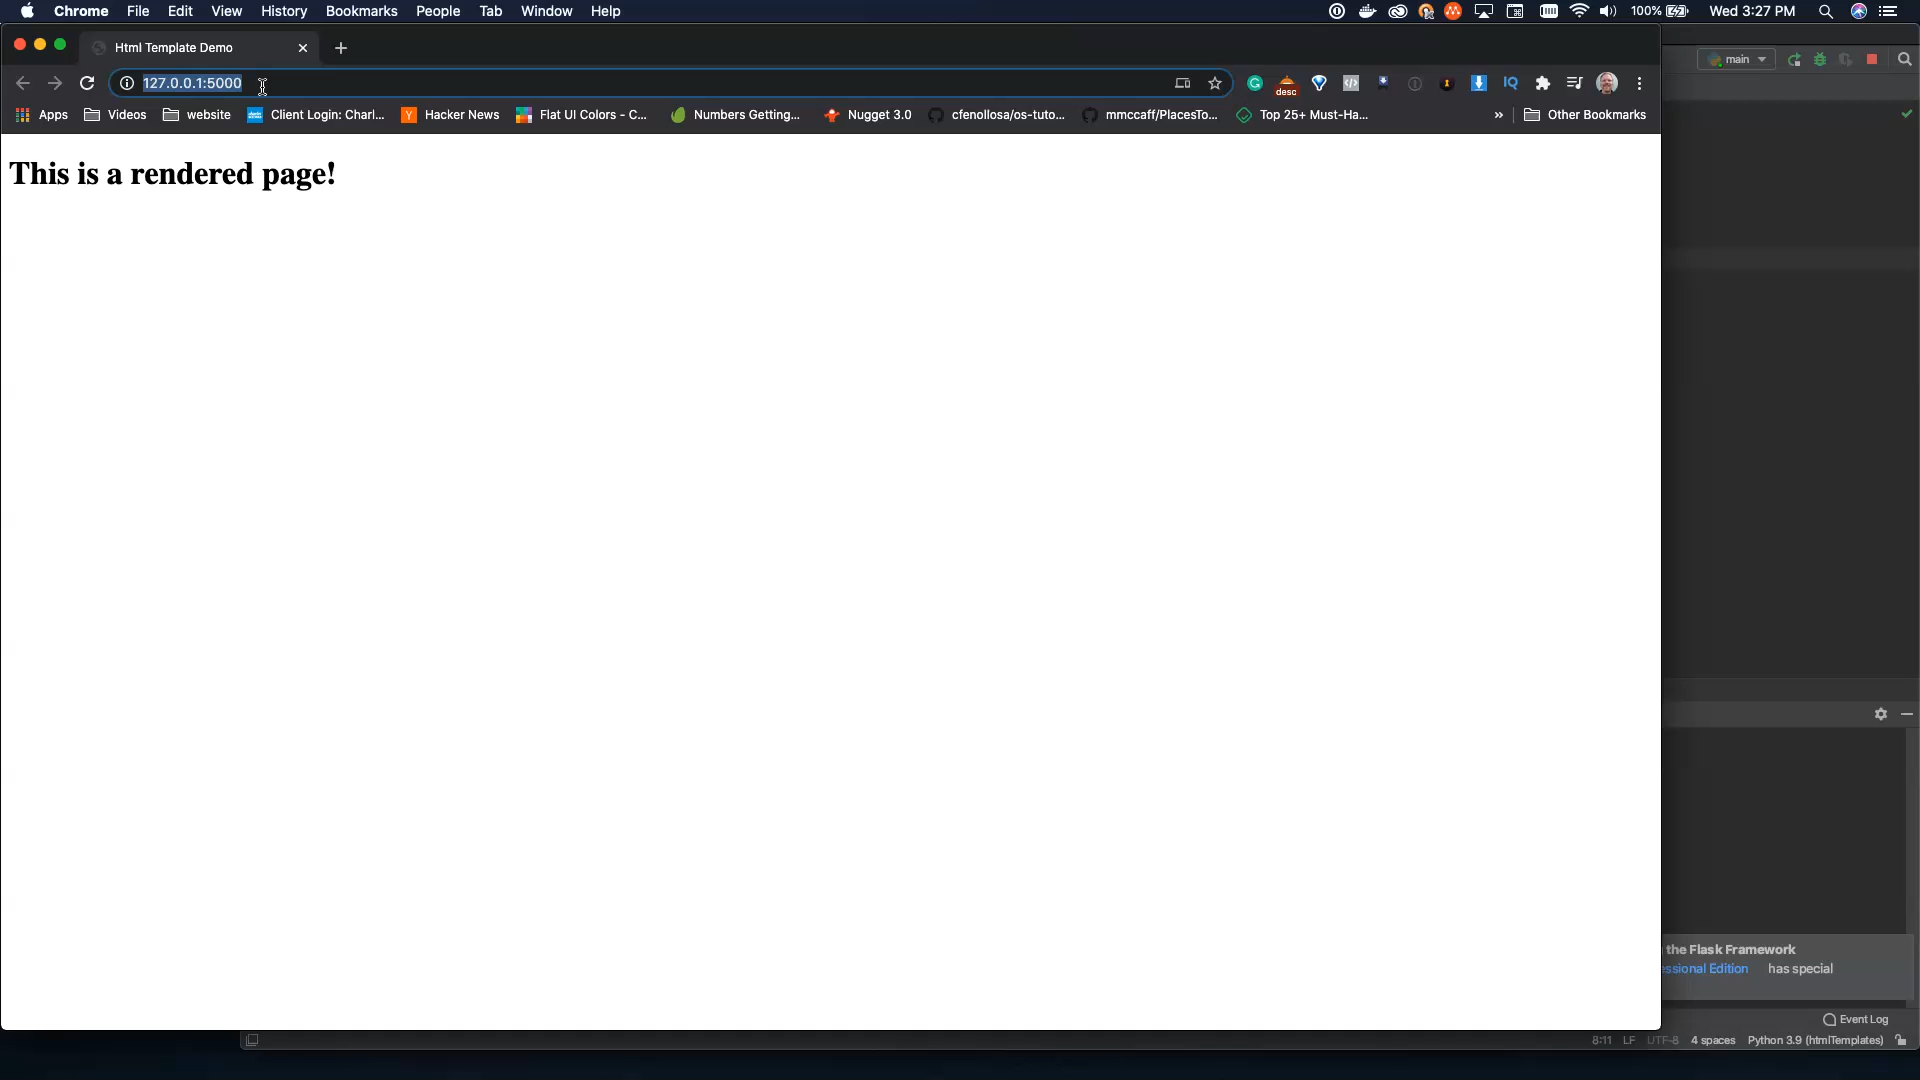 Chrome File Edit View History Bookmarks People Tab Window Help 100% Wed 3:27 PM
Html Template Demo
main
127.0.0.1:5000
desc
IQ
Apps Videos website Client Login: Charl... Hacker News Flat UI Colors - C... Numbers Getting... Nugget 3.0 cfenollosa/os-tuto... mmccaff/PlacesTo... Top 25+ Must-Ha... » Other Bookmarks
This is a rendered page!
the Flask Framework
essional Edition has special
Event Log
8:11 LF UTF-8 4 spaces Python 3.9 (htmlTemplates)